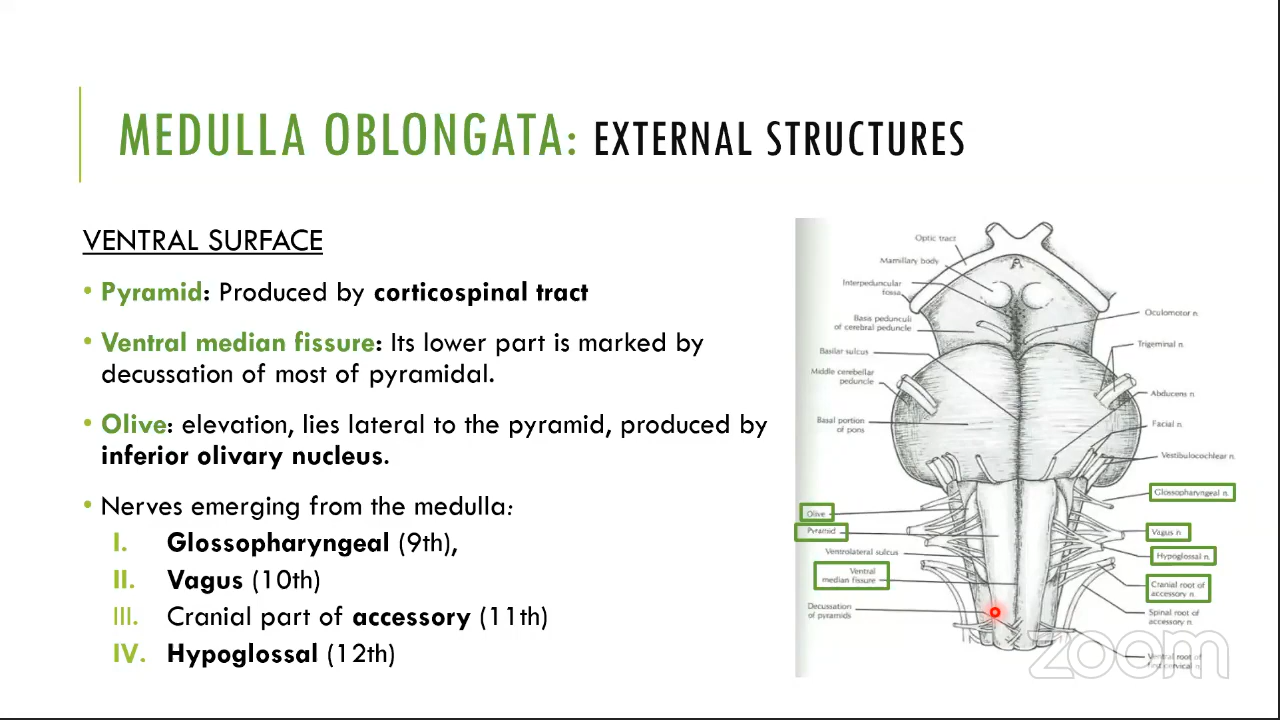 MEDULLA OBLONGATA: EXTERNAL STRUCTURES
VENTRAL SURFACE
• Pyramid: Produced by corticospinal tract
• Ventral median fissure: Its lower part is marked by
decussation of most of pyramidal.
• Olive: elevation, lies lateral to the pyramid, produced by
inferior olivary nucleus.
• Nerves emerging from the medulla:
I. Glossopharyngeal (9th),
II. Vagus (10th)
III. Cranial part of accessory (11th)
IV. Hypoglossal (12th)
Optic tract
Mamillary body
Interpeduncular
fossa
Basis pedunculi
of cerebral peduncle
Basilar sulcus
Middle cerebellar
peduncle
Basal portion
of pons
Olive
Pyramid
Ventrolateral sulcus
Ventral
median fissure
Decussation
of pyramids
Oculomotor n.
Trigeminal n.
Abducens n.
Facial n.
Vestibulocochlear n.
Glossopharyngeal n.
Vagus n.
Hypoglossal n.
Cranial root of
accessory n.
Spinal root of
accessory n.
Ventral root of
first cervical n.
zoom